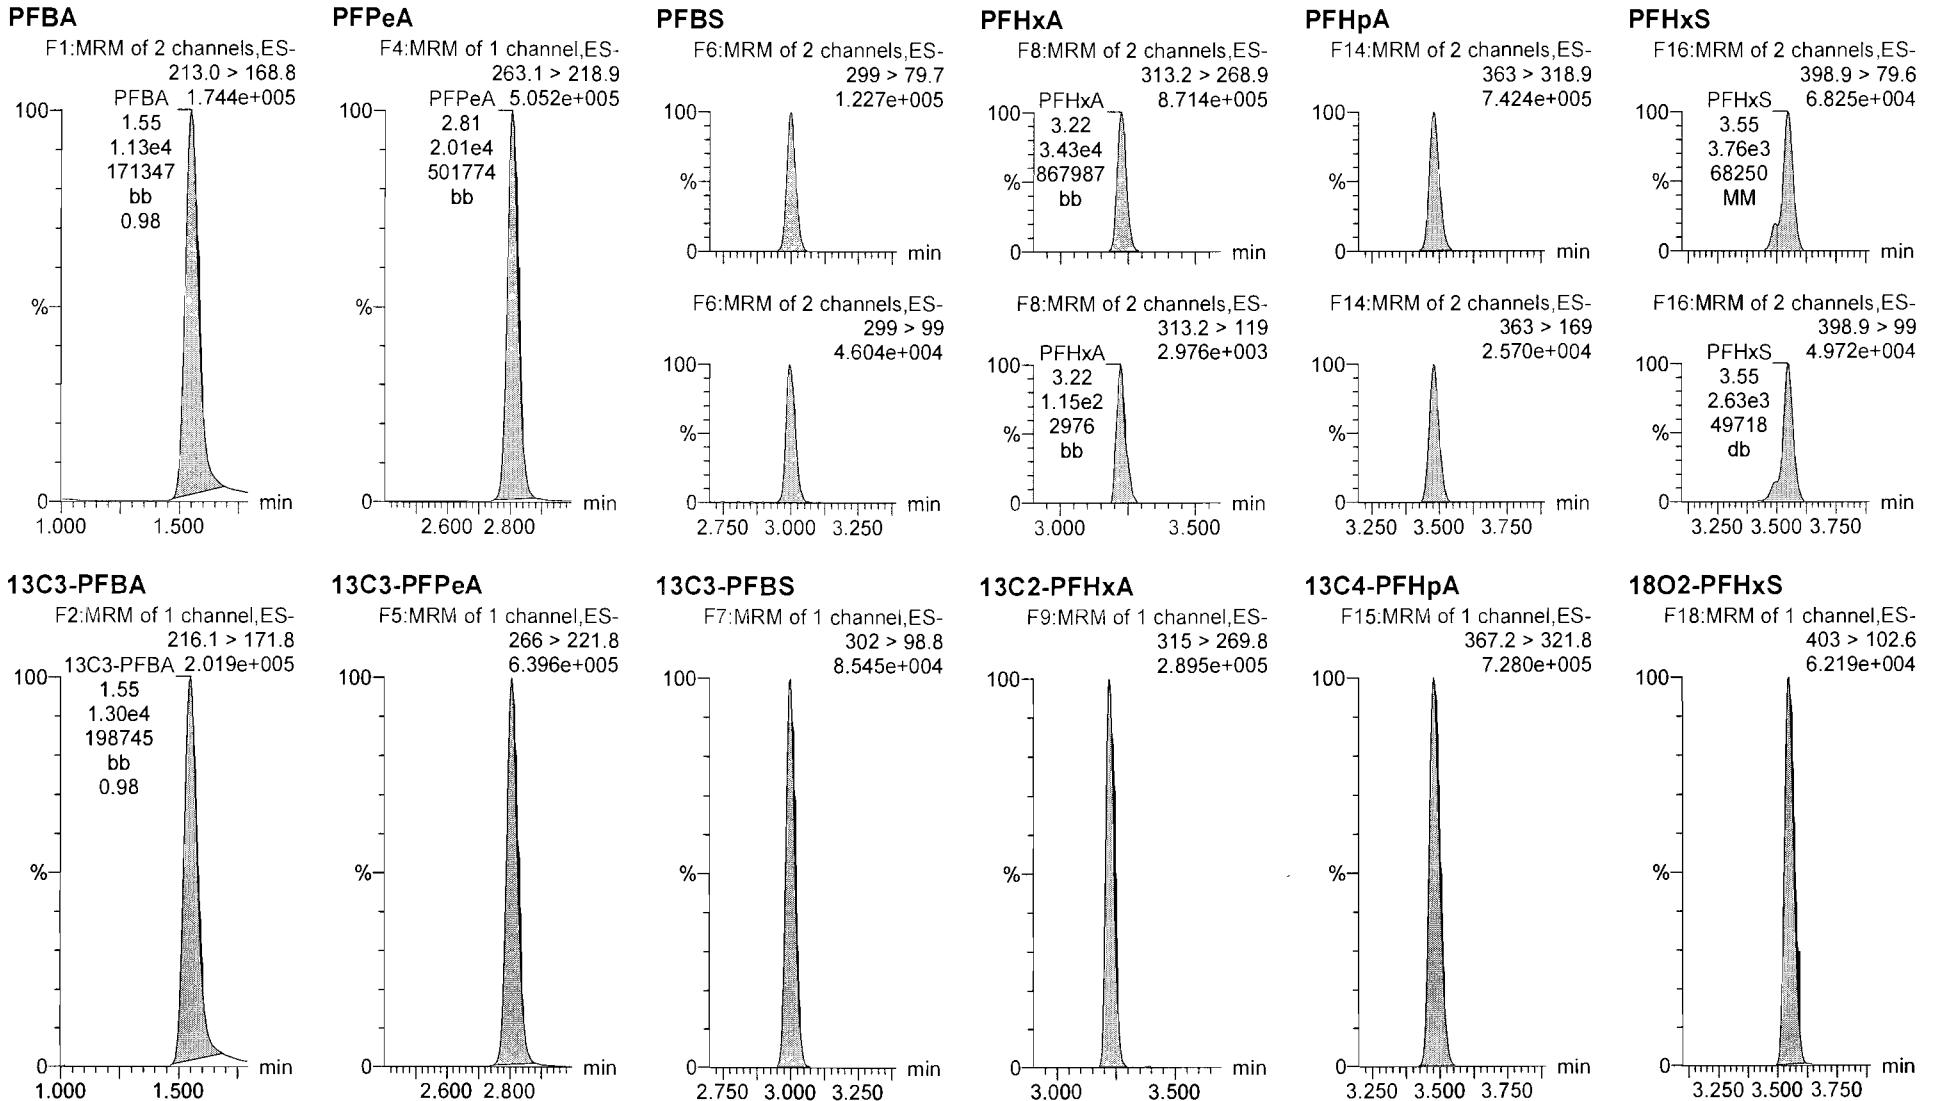 PFBA
F1:MRM of 2 channels,ES-
213.0 > 168.8
PFBA 1.744e+005
100
1.55
1.13e4
171347
bb
0.98
%
0
min
1.000 1.500
PFPeA
F4:MRM of 1 channel,ES-
263.1 > 218.9
PFPeA 5.052e+005
100
2.81
2.01e4
501774
bb
%
0
min
2.600 2.800
PFBS
F6:MRM of 2 channels,ES-
299 > 79.7
1.227e+005
100
%
0
min
F6:MRM of 2 channels,ES-
299 > 99
4.604e+004
100
%
0
min
2.750 3.000 3.250
PFHxA
F8:MRM of 2 channels,ES-
313.2 > 268.9
PFHxA 8.714e+005
100
3.22
3.43e4
867987
%
bb
0
min
F8:MRM of 2 channels,ES-
313.2 > 119
PFHxA 2.976e+003
100
3.22
1.15e2
2976
%
bb
0
min
3.000 3.500
PFHpA
F14:MRM of 2 channels,ES-
363 > 318.9
7.424e+005
100
%
0
min
F14:MRM of 2 channels,ES-
363 > 169
2.570e+004
100
%
0
min
3.250 3.500 3.750
PFHxS
F16:MRM of 2 channels,ES-
398.9 > 79.6
PFHxS 6.825e+004
100
3.55
3.76e3
68250
%
MM
0
min
F16:MRM of 2 channels,ES-
398.9 > 99
PFHxS 4.972e+004
100
3.55
2.63e3
49718
%
db
0
min
3.250 3.500 3.750
13C3-PFBA
F2:MRM of 1 channel,ES-
216.1 > 171.8
13C3-PFBA 2.019e+005
100
1.55
1.30e4
198745
bb
0.98
%
0
min
1.000 1.500
13C3-PFPeA
F5:MRM of 1 channel,ES-
266 > 221.8
6.396e+005
100
%
0
min
2.600 2.800
13C3-PFBS
F7:MRM of 1 channel,ES-
302 > 98.8
8.545e+004
100
%
0
min
2.750 3.000 3.250
13C2-PFHxA
F9:MRM of 1 channel,ES-
315 > 269.8
2.895e+005
100
%
0
min
3.000 3.500
13C4-PFHpA
F15:MRM of 1 channel,ES-
367.2 > 321.8
7.280e+005
100
%
0
min
3.250 3.500 3.750
18O2-PFHxS
F18:MRM of 1 channel,ES-
403 > 102.6
6.219e+004
100
%
0
min
3.250 3.500 3.750